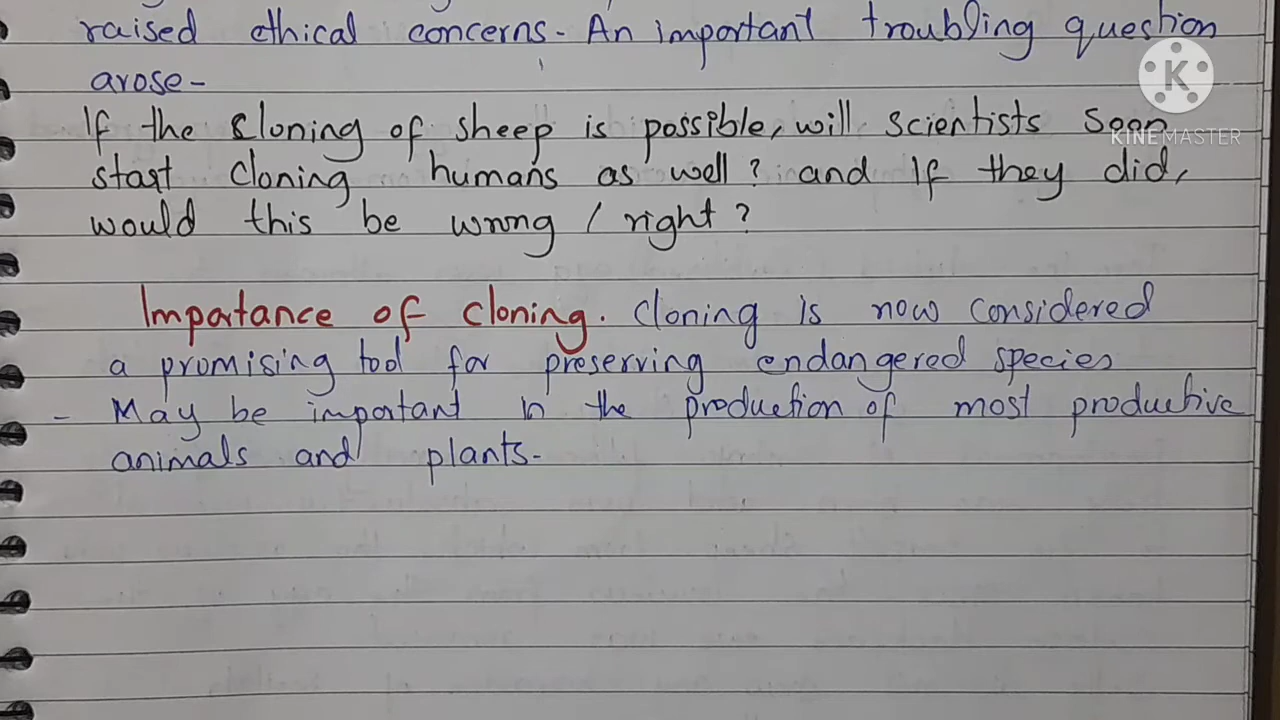 raised ethical concerns. An important troubling question
arose-
If the cloning of sheep is possible, will scientists soon
start cloning humans as well? and If they did,
would this be wrong / right?
Importance of cloning. Cloning is now considered
a promising tool for preserving endangered species
- May be important in the production of most productive
animals and plants.
K
KINEMASTER